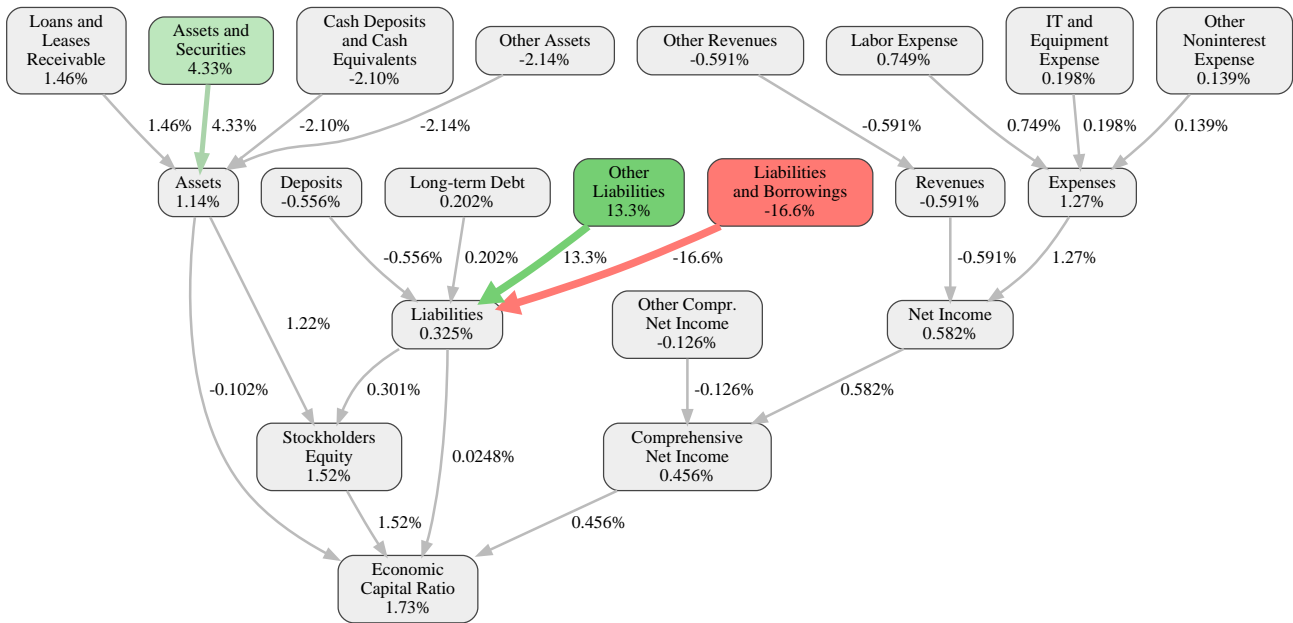 Loans and
Leases
Receivable
1.46%
Assets and
Securities
4.33%
Cash Deposits
and Cash
Equivalents
-2.10%
Other Assets
-2.14%
Other Revenues
-0.591%
Labor Expense
0.749%
IT and
Equipment
Expense
0.198%
Other
Noninterest
Expense
0.139%
1.46%
4.33%
-2.10%
-2.14%
-0.591%
0.749%
0.198%
0.139%
Assets
1.14%
Deposits
-0.556%
Long-term Debt
0.202%
Other
Liabilities
13.3%
Liabilities
and Borrowings
-16.6%
Revenues
-0.591%
Expenses
1.27%
-0.556%
0.202%
13.3%
-16.6%
-0.591%
1.27%
1.22%
Liabilities
0.325%
Other Compr.
Net Income
-0.126%
Net Income
0.582%
-0.102%
0.301%
-0.126%
0.582%
Stockholders
Equity
1.52%
0.0248%
Comprehensive
Net Income
0.456%
1.52%
0.456%
Economic
Capital Ratio
1.73%